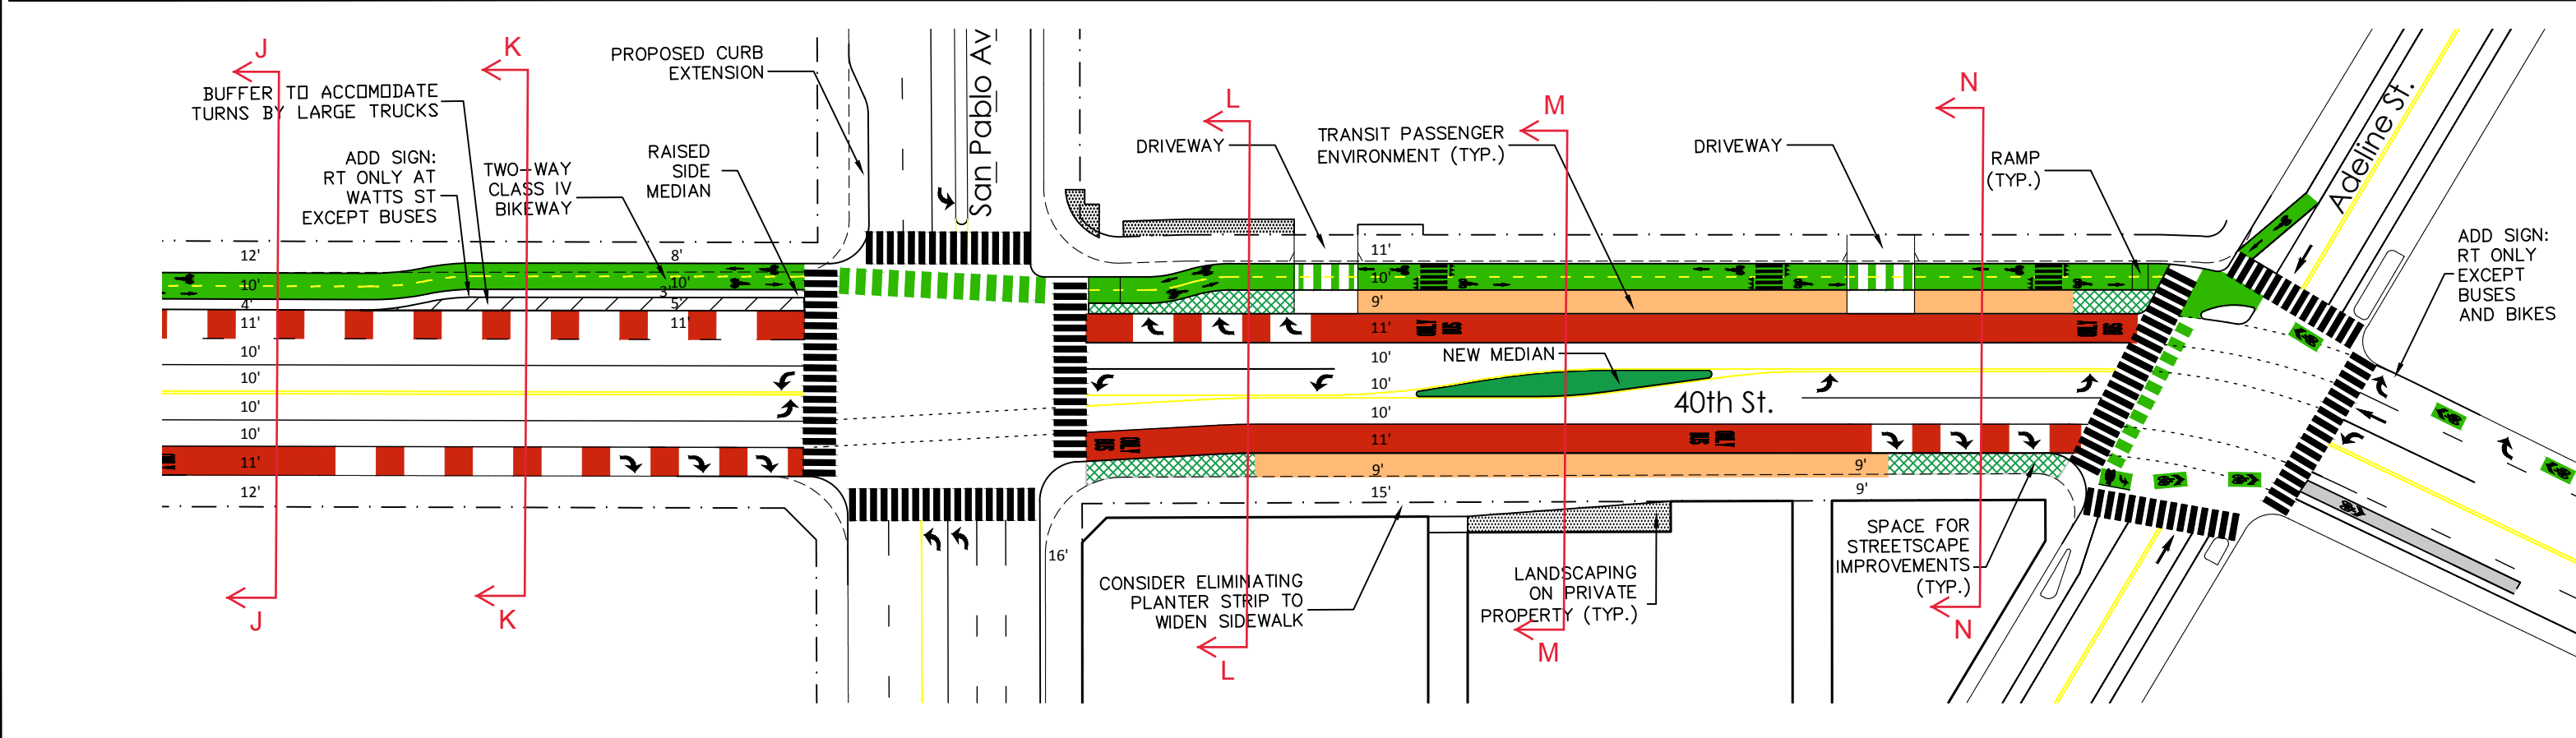 J
K
BUFFER TO ACCOMODATE
TURNS BY LARGE TRUCKS
ADD SIGN:
RT ONLY AT
WATTS ST
EXCEPT BUSES
TWO-WAY
CLASS IV
BIKEWAY
RAISED
SIDE
MEDIAN
PROPOSED CURB
EXTENSION
San Pablo Av
L
DRIVEWAY
TRANSIT PASSENGER
ENVIRONMENT (TYP.)
M
DRIVEWAY
N
RAMP
(TYP.)
Adeline St.
ADD SIGN:
RT ONLY
EXCEPT
BUSES
AND BIKES
12'
10'
4'
11'
10'
10'
10'
10'
11'
12'
8'
10'
3'
5'
11'
11'
10'
9'
11'
10'
10'
10'
11'
9'
15'
9'
9'
16'
NEW MEDIAN
40th St.
CONSIDER ELIMINATING
PLANTER STRIP TO
WIDEN SIDEWALK
LANDSCAPING
ON PRIVATE
PROPERTY (TYP.)
SPACE FOR
STREETSCAPE
IMPROVEMENTS
(TYP.)
J
K
L
M
N